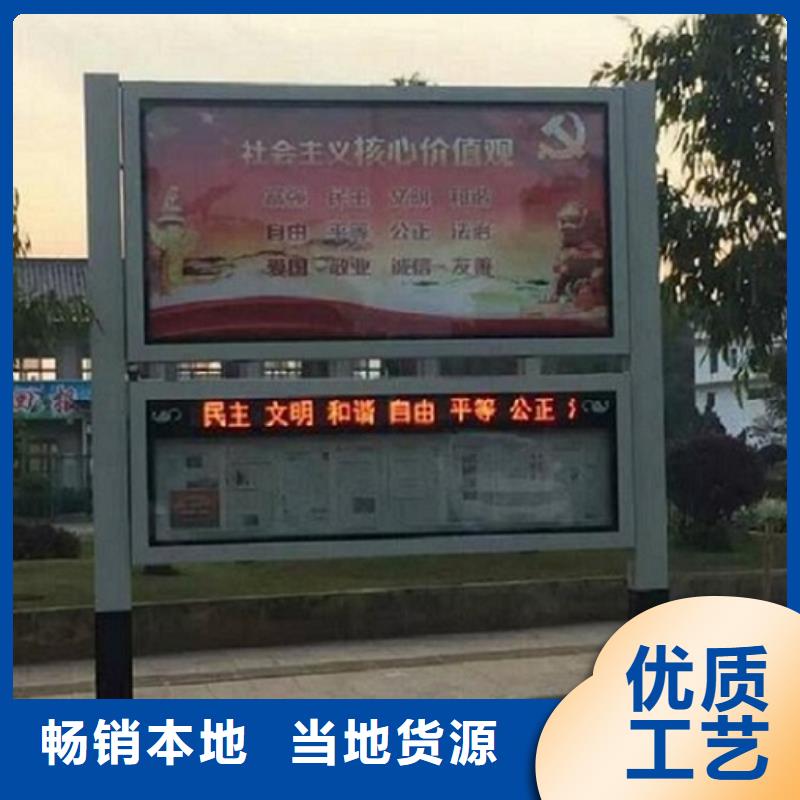 社会主义核心价值观
富强 民主 文明 和谐
自由 平等 公正 法治
爱国 敬业 诚信 友善
民主 文明 和谐 自由 平等 公正
畅销本地 当地货源
优质
工艺